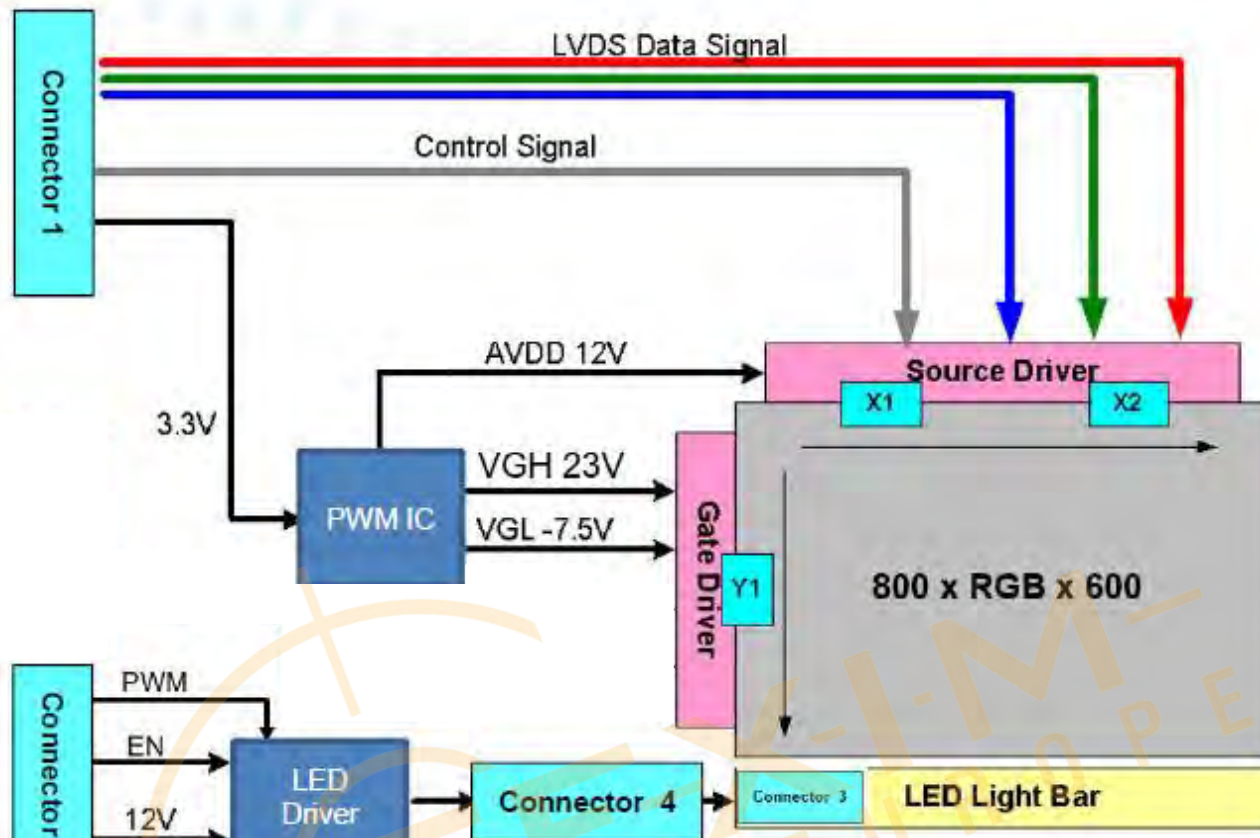 LVDS Data Signal
Connector 1
Control Signal
3.3V
AVDD 12V
Source Driver
X1
X2
PWM IC
VGH 23V
VGL -7.5V
Gate Driver
Y1
800 x RGB x 600
Connector
PWM
EN
12V
LED
Driver
Connector 4
Connector 3
LED Light Bar